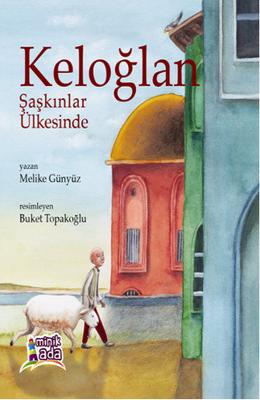 Keloğlan
Şaşkınlar
Ülkesinde
yazan
Melike Günyüz
resimleyen
Buket Topakoğlu
minik
ada